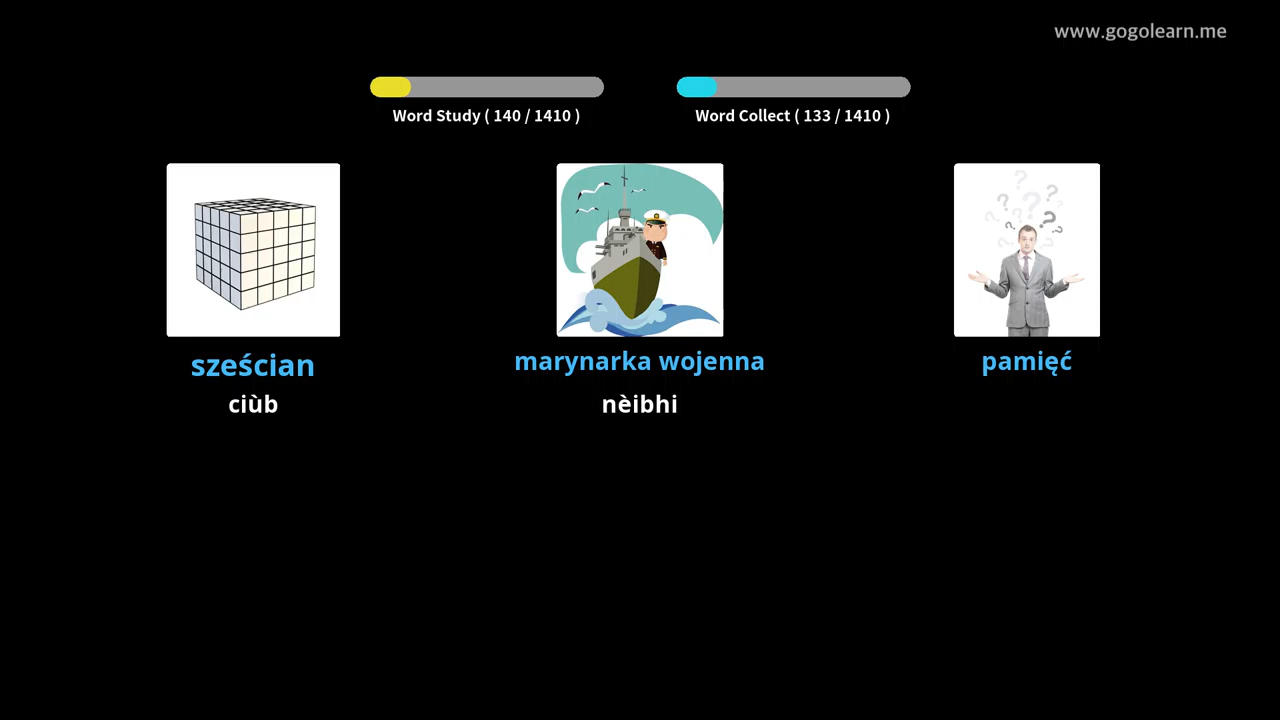 www.gogolearn.me
Word Study ( 140 / 1410 )
Word Collect ( 133 / 1410 )
sześcian
marynarka wojenna
pamięć
ciùb
nèibhi